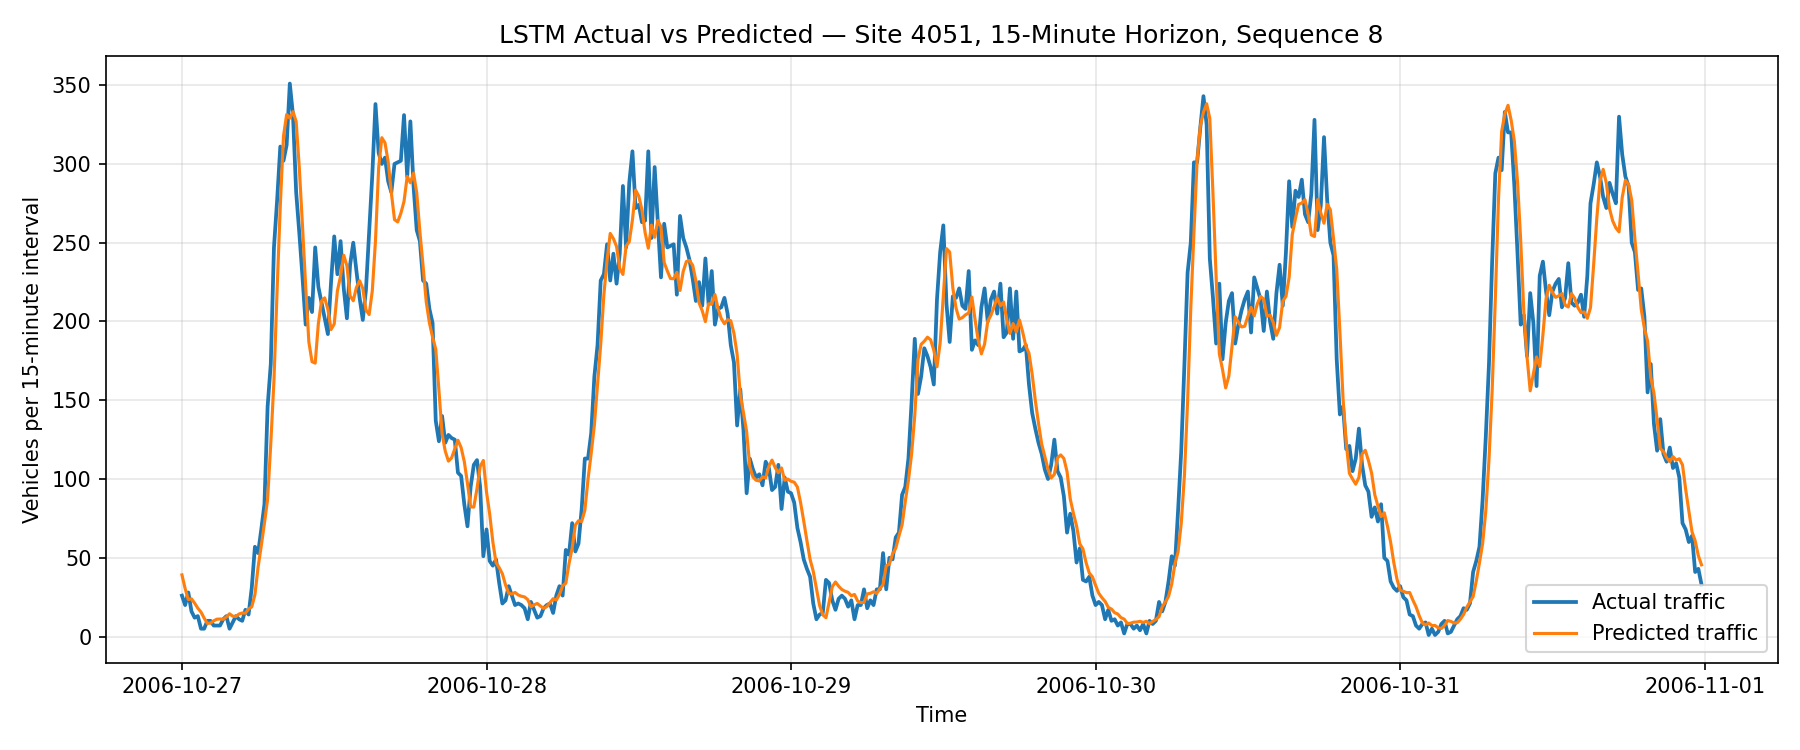 LSTM Actual vs Predicted — Site 4051, 15-Minute Horizon, Sequence 8
Vehicles per 15-minute interval
350
300
250
200
150
100
50
0
Actual traffic
Predicted traffic
2006-10-27 2006-10-28 2006-10-29 2006-10-30 2006-10-31 2006-11-01
Time